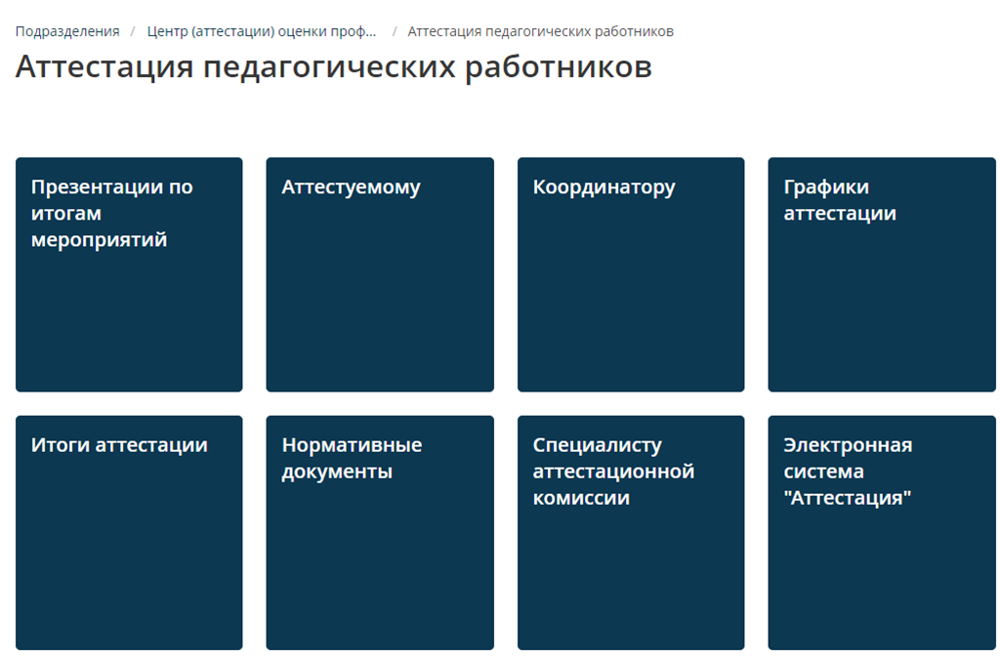 Подразделения / Центр (аттестации) оценки проф... / Аттестация педагогических работников
Аттестация педагогических работников
Презентации по
итогам
мероприятий
Аттестуемому
Координатору
Графики
аттестации
Итоги аттестации
Нормативные
документы
Специалисту
аттестационной
комиссии
Электронная
система
"Аттестация"